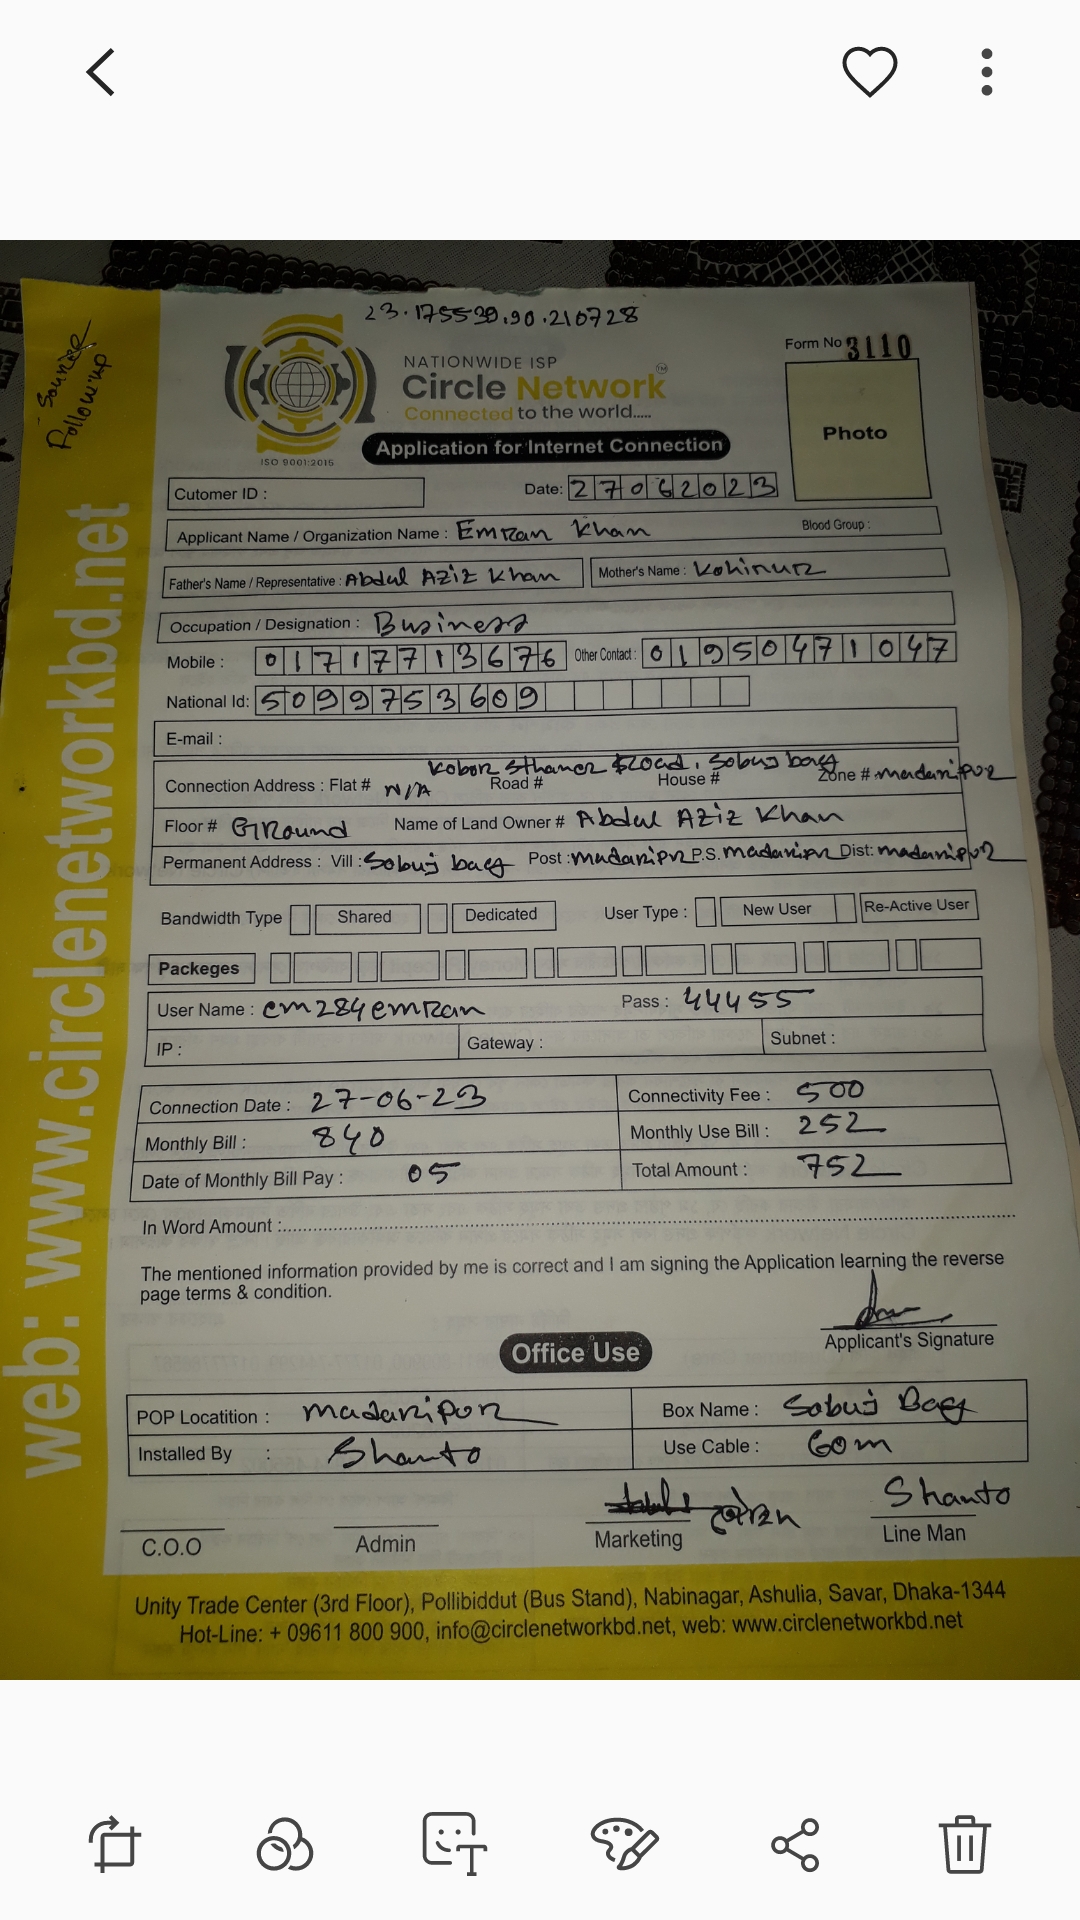 23.175539,90.210728
Source
Follow up
NATIONWIDE ISP
Circle Network TM
Connected to the world.....
ISO 9001:2015
Form No 3110
Photo
Application for Internet Connection
Cutomer ID :
Date: 27062023
Applicant Name / Organization Name : Emran Khan Blood Group :
Father's Name / Representative : Abdul Aziz Khan Mother's Name : Kohinur
Occupation / Designation : Business
Mobile : 01717713676 Other Contact : 01950471047
National Id: 5099753609
E-mail :
Kobor Sthaner Road, Sobuj bag
Connection Address : Flat # N/A Road # House # Zone # madaripur
Floor # Ground Name of Land Owner # Abdul Aziz Khan
Permanent Address : Vill : Sobuj bag Post : madaripr P.S. madaripr Dist: madaripur
Bandwidth Type Shared Dedicated User Type : New User Re-Active User
Packeges
User Name : em284emran Pass : 44455
IP : Gateway : Subnet :
Connection Date : 27-06-23 Connectivity Fee : 500
Monthly Bill : 840 Monthly Use Bill : 252
Date of Monthly Bill Pay : 05 Total Amount : 752
In Word Amount :
The mentioned information provided by me is correct and I am signing the Application learning the reverse
page terms & condition.
Applicant's Signature
Office Use
POP Locatition : madaripur Box Name : Sobuj Bag
Installed By : Shanto Use Cable : 60m
Shanto
C.O.O Admin Marketing Line Man
Unity Trade Center (3rd Floor), Pollibiddut (Bus Stand), Nabinagar, Ashulia, Savar, Dhaka-1344
Hot-Line: + 09611 800 900, info@circlenetworkbd.net, web: www.circlenetworkbd.net
web: www.circlenetworkbd.net